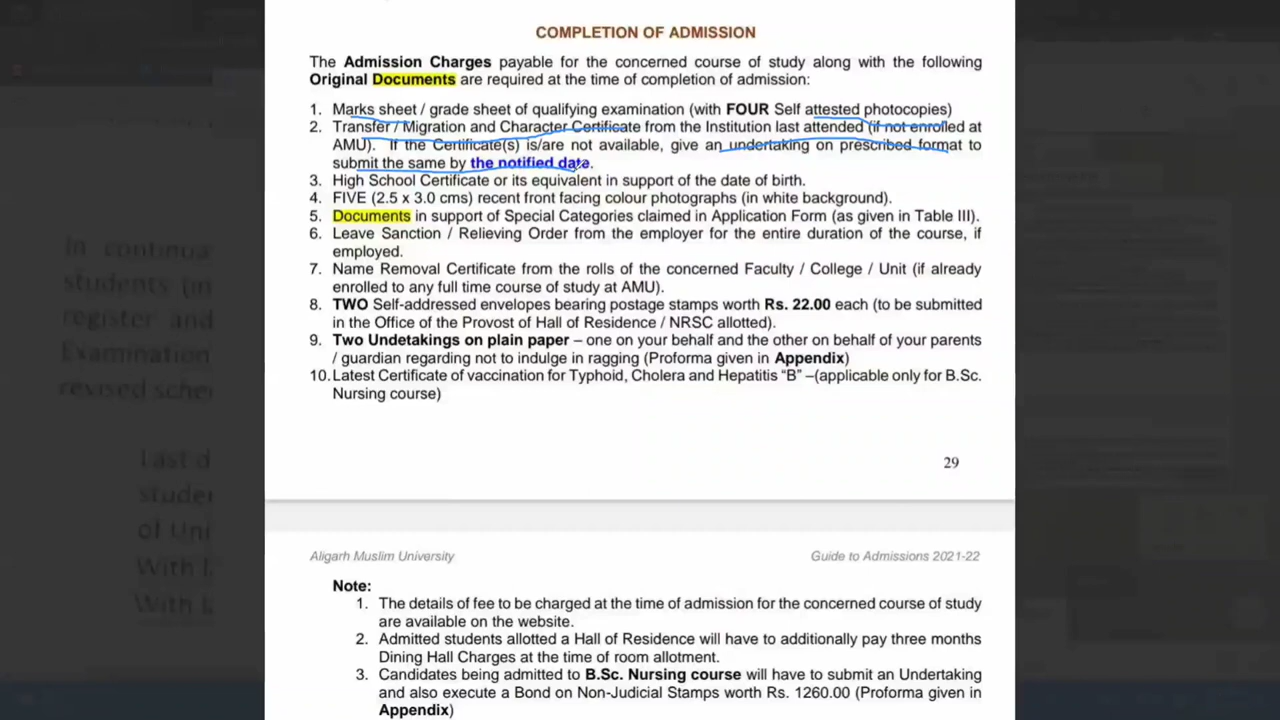 COMPLETION OF ADMISSION
The Admission Charges payable for the concerned course of study along with the following
Original Documents are required at the time of completion of admission:
1. Marks sheet / grade sheet of qualifying examination (with FOUR Self attested photocopies)
2. Transfer / Migration and Character Certificate from the Institution last attended (if not enrolled at
AMU). If the Certificate(s) is/are not available, give an undertaking on prescribed format to
submit the same by the notified date.
3. High School Certificate or its equivalent in support of the date of birth.
4. FIVE (2.5 x 3.0 cms) recent front facing colour photographs (in white background).
5. Documents in support of Special Categories claimed in Application Form (as given in Table III).
6. Leave Sanction / Relieving Order from the employer for the entire duration of the course, if
employed.
7. Name Removal Certificate from the rolls of the concerned Faculty / College / Unit (if already
enrolled to any full time course of study at AMU).
8. TWO Self-addressed envelopes bearing postage stamps worth Rs. 22.00 each (to be submitted
in the Office of the Provost of Hall of Residence / NRSC allotted).
9. Two Undetakings on plain paper – one on your behalf and the other on behalf of your parents
/ guardian regarding not to indulge in ragging (Proforma given in Appendix)
10. Latest Certificate of vaccination for Typhoid, Cholera and Hepatitis “B” –(applicable only for B.Sc.
Nursing course)
29
Aligarh Muslim University Guide to Admissions 2021-22
Note:
1. The details of fee to be charged at the time of admission for the concerned course of study
are available on the website.
2. Admitted students allotted a Hall of Residence will have to additionally pay three months
Dining Hall Charges at the time of room allotment.
3. Candidates being admitted to B.Sc. Nursing course will have to submit an Undertaking
and also execute a Bond on Non-Judicial Stamps worth Rs. 1260.00 (Proforma given in
Appendix)
In continua
students (in
register and
Examination
revised sche
Last d
studen
of Uni
With l
With l